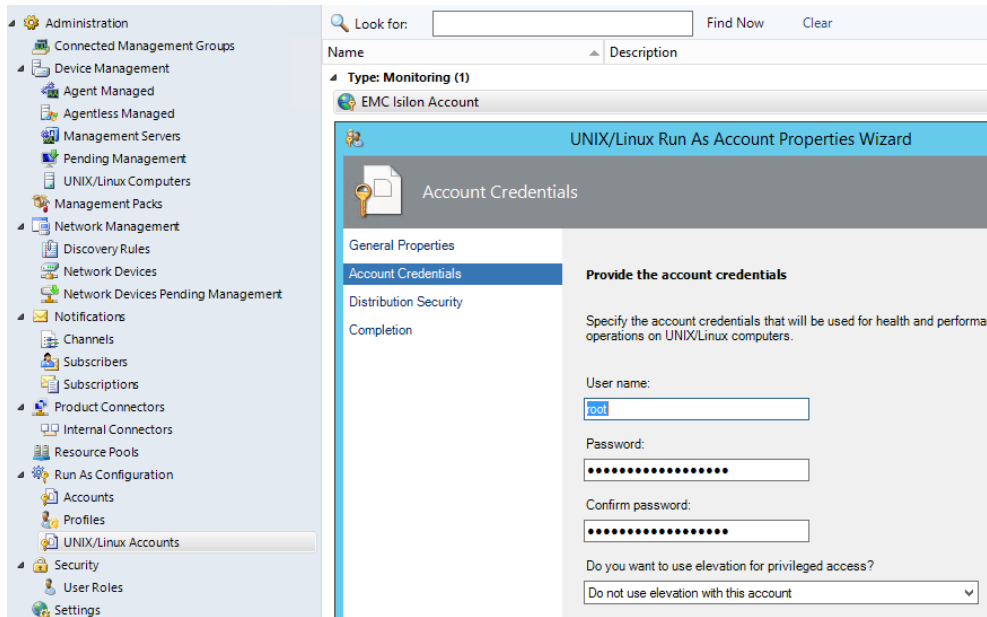 Administration
Connected Management Groups
Device Management
Agent Managed
Agentless Managed
Management Servers
Pending Management
UNIX/Linux Computers
Management Packs
Network Management
Discovery Rules
Network Devices
Network Devices Pending Management
Notifications
Channels
Subscribers
Subscriptions
Product Connectors
Internal Connectors
Resource Pools
Run As Configuration
Accounts
Profiles
UNIX/Linux Accounts
Security
User Roles
Settings
Look for: Find Now Clear
Name Description
Type: Monitoring (1)
EMC Isilon Account
UNIX/Linux Run As Account Properties Wizard
Account Credentials
General Properties
Account Credentials
Distribution Security
Completion
Provide the account credentials
Specify the account credentials that will be used for health and performa
operations on UNIX/Linux computers.
User name:
root
Password:
••••••••••••••••••
Confirm password:
••••••••••••••••••
Do you want to use elevation for privileged access?
Do not use elevation with this account